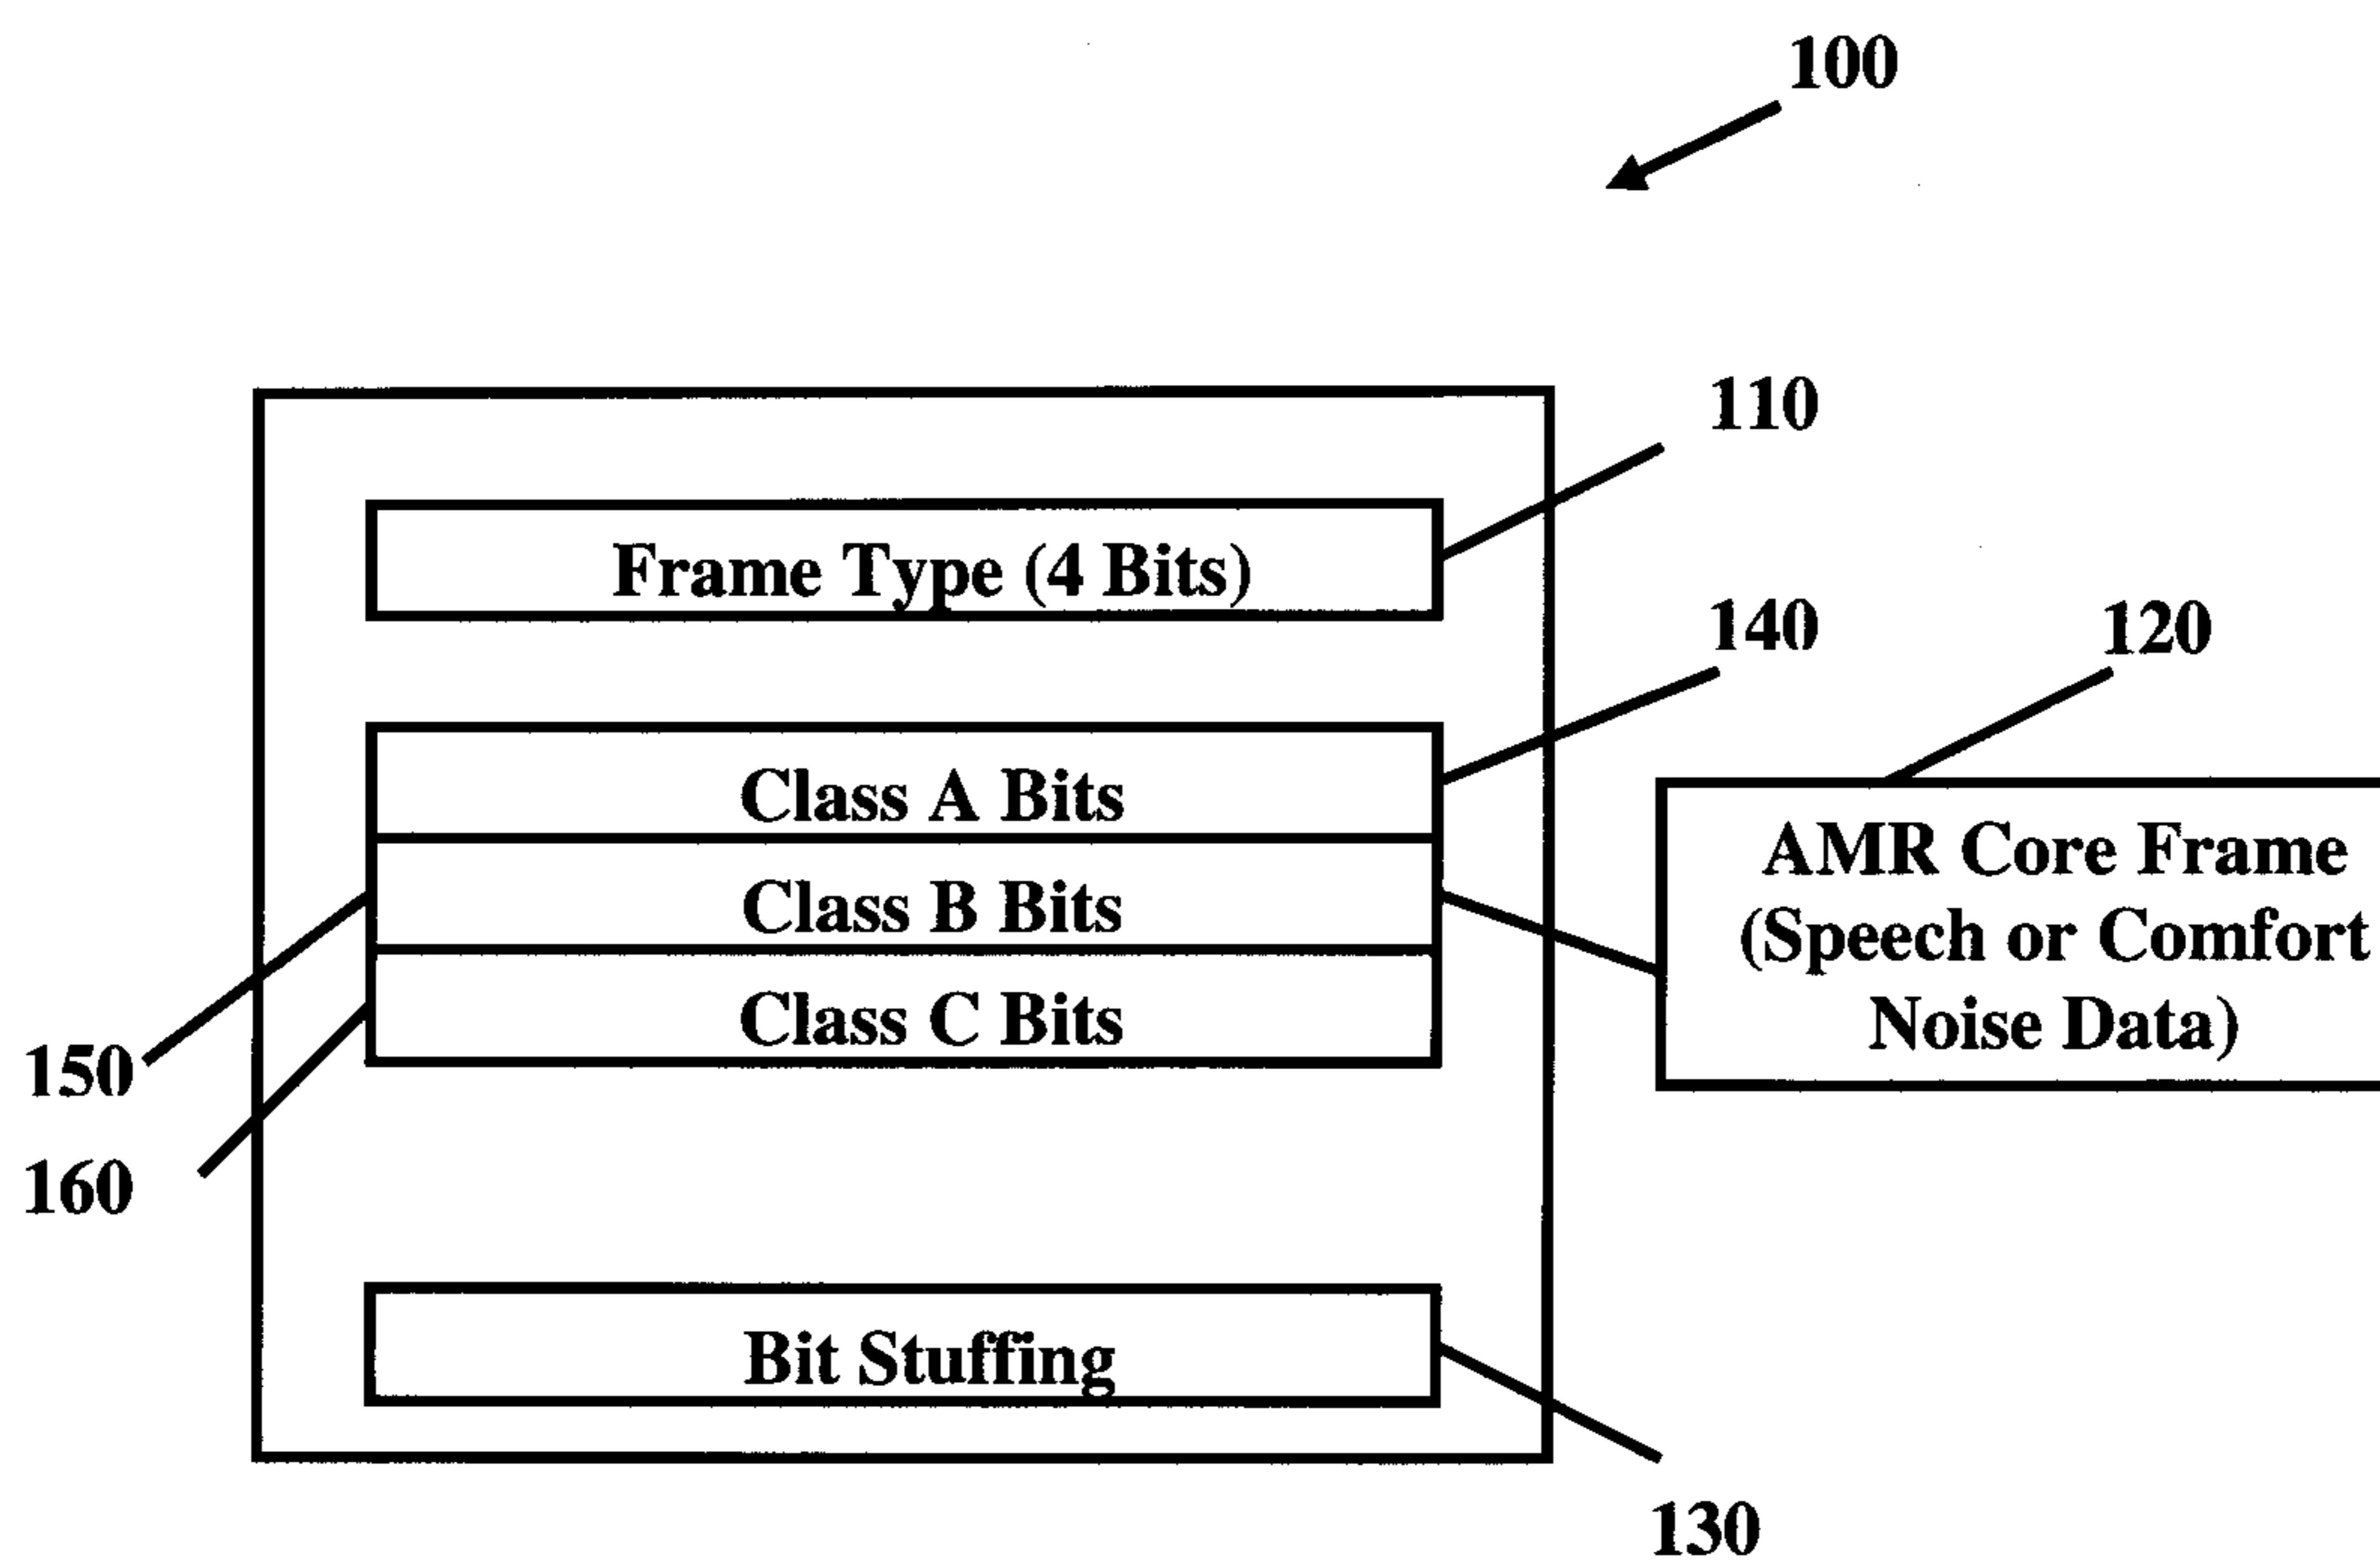 100
110
Frame Type (4 Bits)
140
120
Class A Bits
AMR Core Frame
(Speech or Comfort
Noise Data)
Class B Bits
Class C Bits
150
160
Bit Stuffing
130